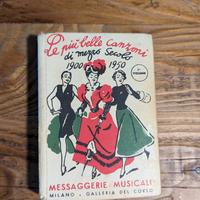 Le più belle Canzoni
di mezzo Secolo
1900 1950
MESSAGGERIE MUSICALI
MILANO - GALLERIA DEL CORSO